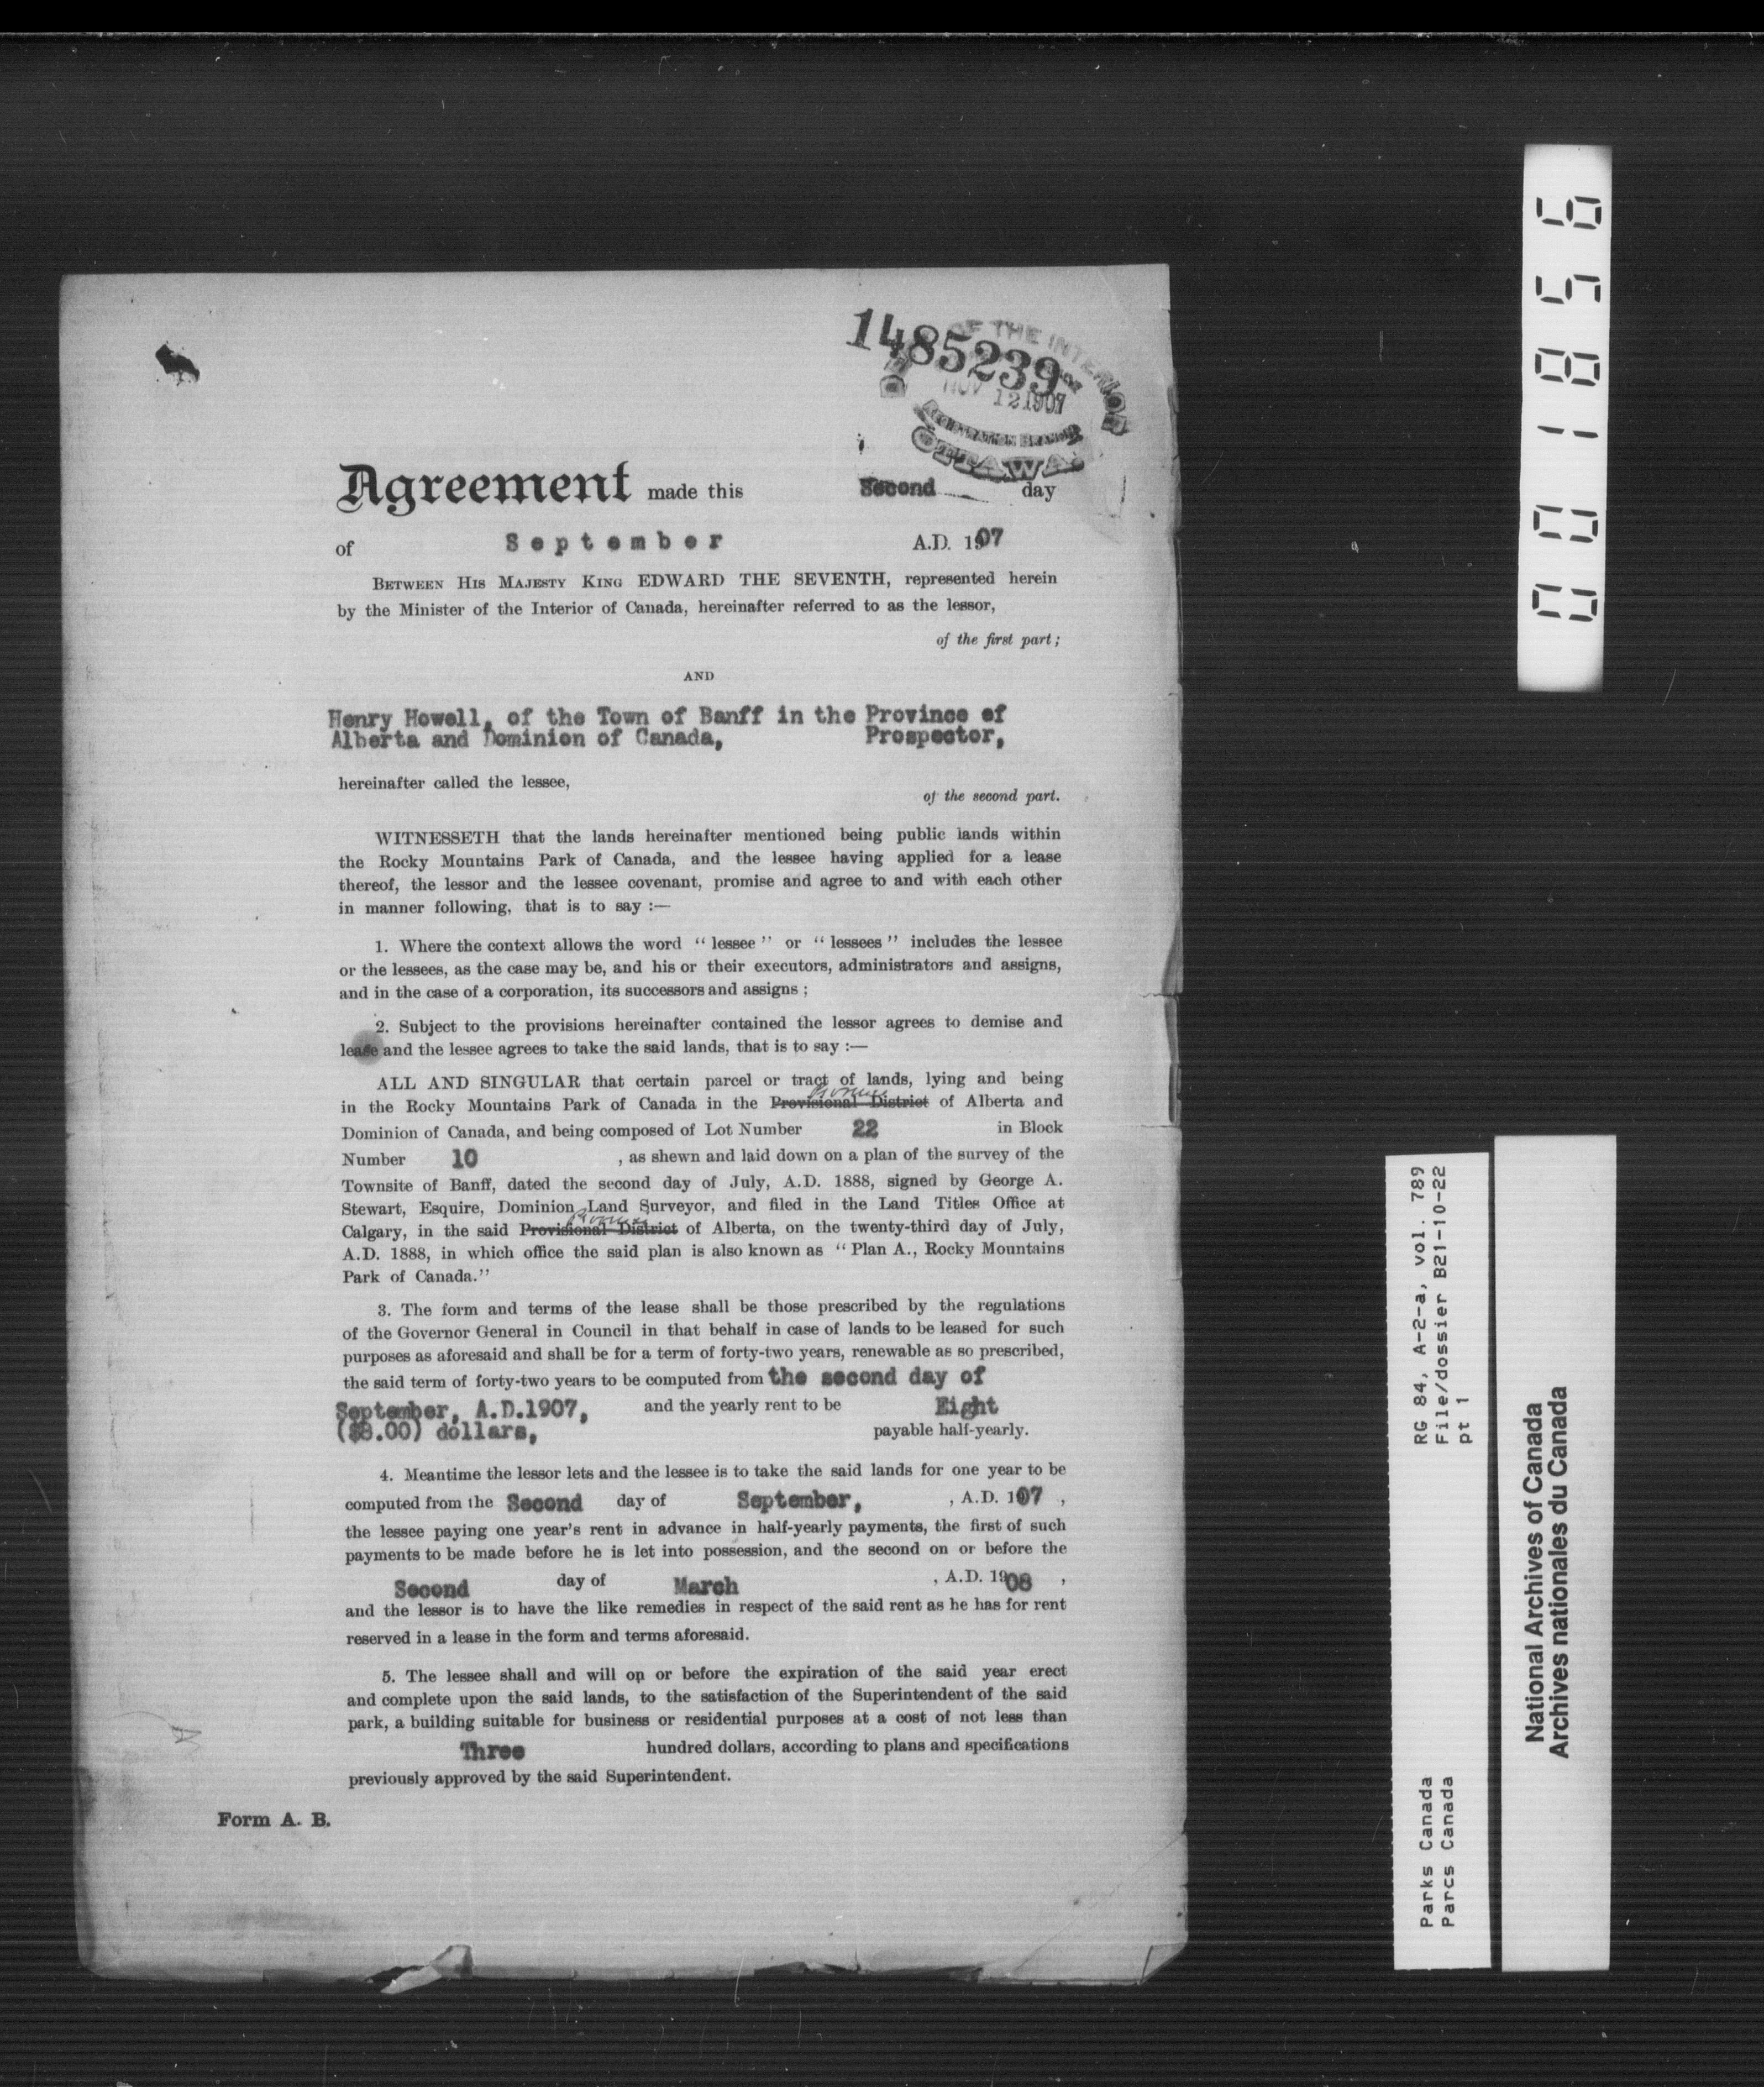 1485239
OF THE INTERIOR
NOV 12 1907
REGISTRATION BRANCH
OTTAWA.
Agreement made this Second day
of September A.D. 1907
BETWEEN HIS MAJESTY KING EDWARD THE SEVENTH, represented herein
by the Minister of the Interior of Canada, hereinafter referred to as the lessor,
of the first part;
AND
Henry Howell, of the Town of Banff in the Province of
Alberta and Dominion of Canada, Prospector,
hereinafter called the lessee,
of the second part.
WITNESSETH that the lands hereinafter mentioned being public lands within
the Rocky Mountains Park of Canada, and the lessee having applied for a lease
thereof, the lessor and the lessee covenant, promise and agree to and with each other
in manner following, that is to say :—
1. Where the context allows the word “ lessee ” or “ lessees ” includes the lessee
or the lessees, as the case may be, and his or their executors, administrators and assigns,
and in the case of a corporation, its successors and assigns ;
2. Subject to the provisions hereinafter contained the lessor agrees to demise and
lease and the lessee agrees to take the said lands, that is to say :—
ALL AND SINGULAR that certain parcel or tract of lands, lying and being
Province
in the Rocky Mountains Park of Canada in the Provisional District of Alberta and
Dominion of Canada, and being composed of Lot Number 22 in Block
Number 10 , as shewn and laid down on a plan of the survey of the
Townsite of Banff, dated the second day of July, A.D. 1888, signed by George A.
Stewart, Esquire, Dominion Land Surveyor, and filed in the Land Titles Office at
Province
Calgary, in the said Provisional District of Alberta, on the twenty-third day of July,
A.D. 1888, in which office the said plan is also known as “ Plan A., Rocky Mountains
Park of Canada.”
3. The form and terms of the lease shall be those prescribed by the regulations
of the Governor General in Council in that behalf in case of lands to be leased for such
purposes as aforesaid and shall be for a term of forty-two years, renewable as so prescribed,
the said term of forty-two years to be computed from the second day of
September, A.D.1907, and the yearly rent to be Eight
($8.00) dollars, payable half-yearly.
4. Meantime the lessor lets and the lessee is to take the said lands for one year to be
computed from the Second day of September, , A.D. 1907 ,
the lessee paying one year's rent in advance in half-yearly payments, the first of such
payments to be made before he is let into possession, and the second on or before the
Second day of March , A.D. 1908 ,
and the lessor is to have the like remedies in respect of the said rent as he has for rent
reserved in a lease in the form and terms aforesaid.
5. The lessee shall and will on or before the expiration of the said year erect
and complete upon the said lands, to the satisfaction of the Superintendent of the said
park, a building suitable for business or residential purposes at a cost of not less than
Three hundred dollars, according to plans and specifications
previously approved by the said Superintendent.
Form A. B.
001856
RG 84, A-2-a, vol. 789
File/dossier B21-10-22
pt 1
Parks Canada
Parcs Canada
National Archives of Canada
Archives nationales du Canada